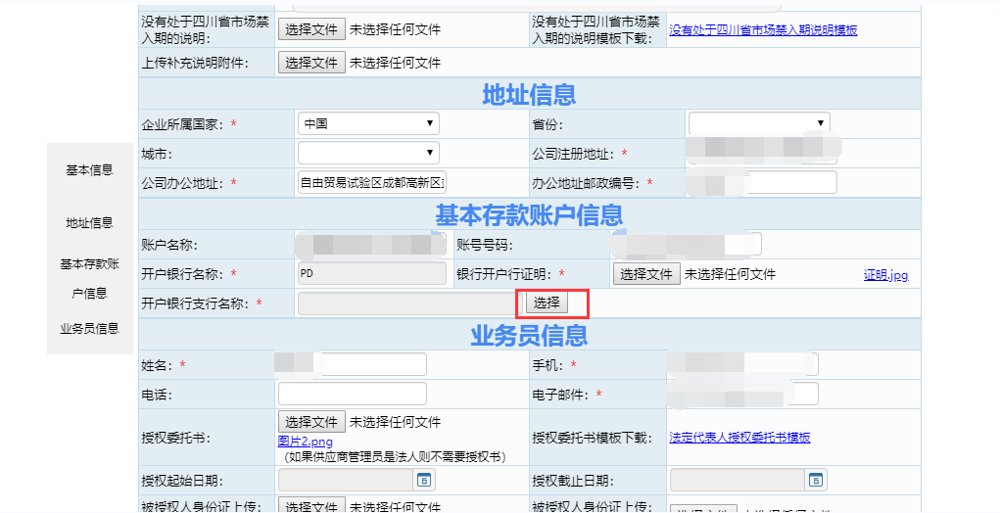 没有处于四川省市场禁
入期的说明:
选择文件 未选择任何文件
没有处于四川省市场禁
入期的说明模板下载:
没有处于四川省市场禁入期说明模板
上传补充说明附件:
选择文件 未选择任何文件
地址信息
企业所属国家: *
中国
省份:
城市:
公司注册地址: *
公司办公地址: *
自由贸易试验区成都高新区
办公地址邮政编号: *
基本存款账户信息
账户名称:
账号号码:
开户银行名称: *
PD
银行开户行证明: *
选择文件 未选择任何文件
证明.jpg
开户银行支行名称: *
选择
业务员信息
姓名: *
手机: *
电话:
电子邮件: *
授权委托书:
选择文件 未选择任何文件
图片2.png
(如果供应商管理员是法人则不需要授权书)
授权委托书模板下载:
法定代表人授权委托书模板
授权起始日期:
授权截止日期:
被授权人身份证上传:
选择文件 未选择任何文件
被授权人身份证上传:
选择文件 未选择任何文件
基本信息
地址信息
基本存款账
户信息
业务员信息